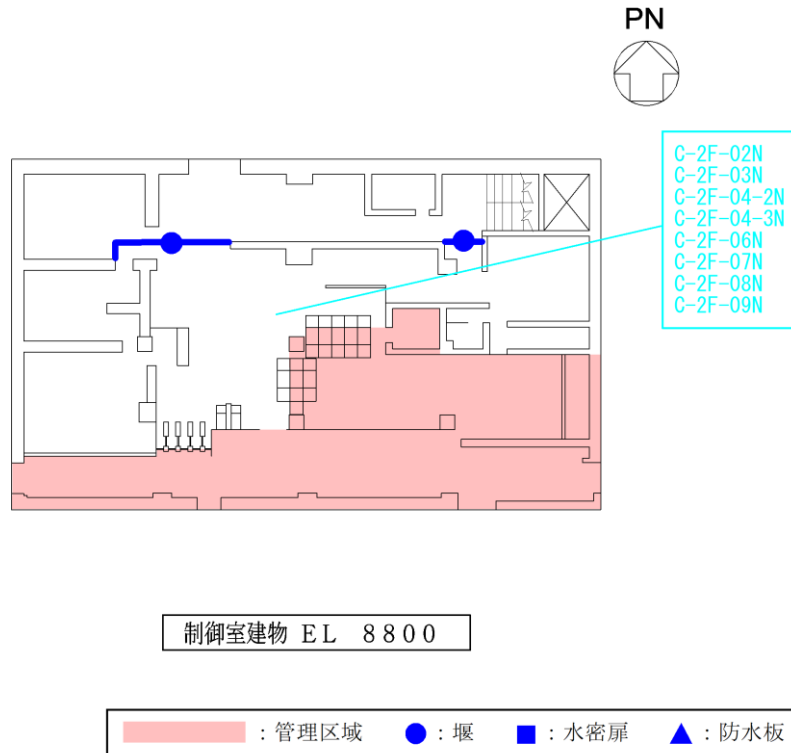 PN
C-2F-02N
C-2F-03N
C-2F-04-2N
C-2F-04-3N
C-2F-06N
C-2F-07N
C-2F-08N
C-2F-09N
制御室建物 EL 8800
：管理区域 ：堰 ：水密扉 ：防水板